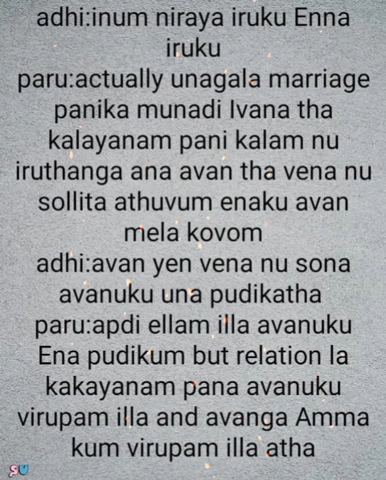 adhi:inum niraya iruku Enna
iruku
paru:actually unagala marriage
panika munadi Ivana tha
kalayanam pani kalam nu
iruthanga ana avan tha vena nu
sollita athuvum enaku avan
mela kovom
adhi:avan yen vena nu sona
avanuku una pudikatha
paru:apdi ellam illa avanuku
Ena pudikum but relation la
kakayanam pana avanuku
virupam illa and avanga Amma
kum virupam illa atha